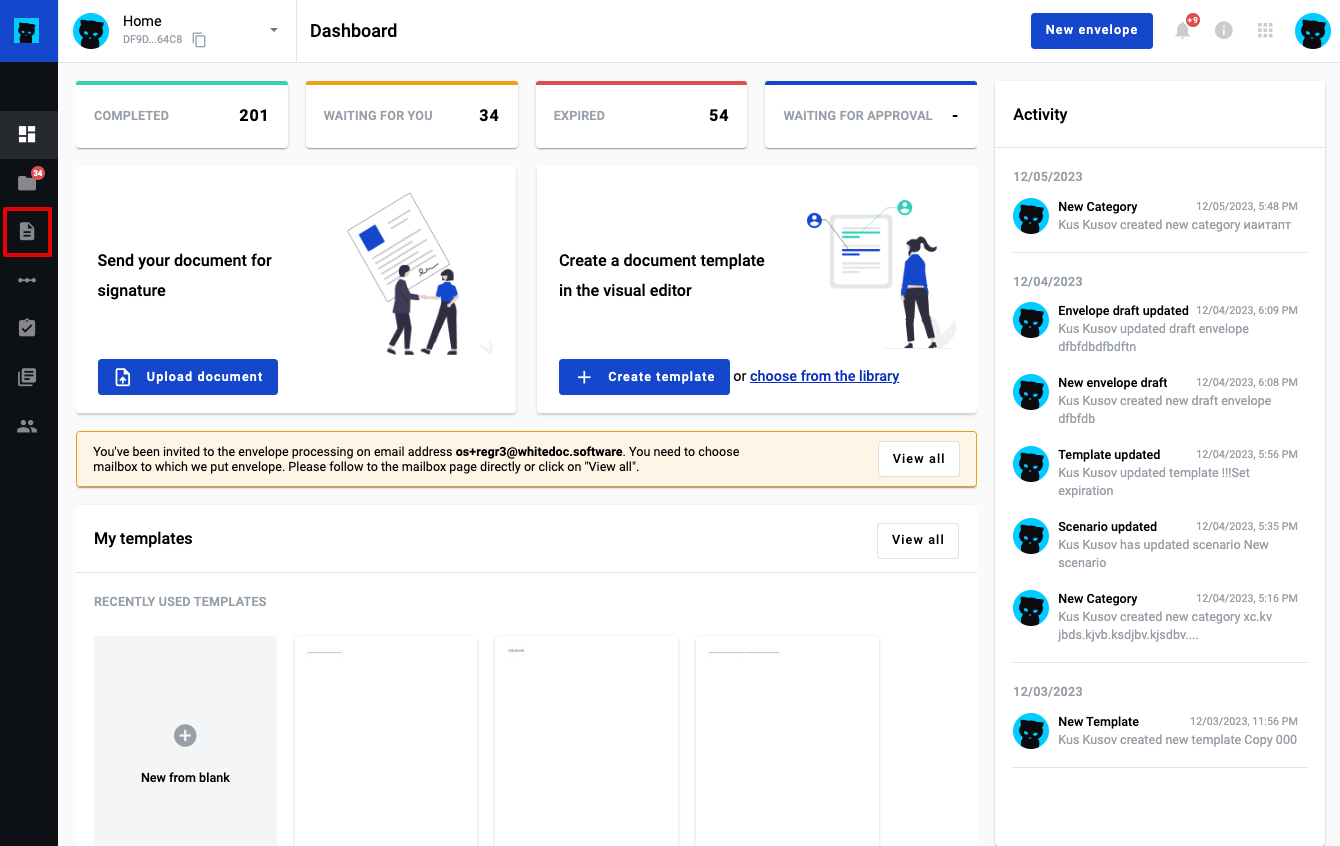 Home
DF9D...64C8
Dashboard
New envelope
+9
34
COMPLETED 201
WAITING FOR YOU 34
EXPIRED 54
WAITING FOR APPROVAL -
Send your document for
signature
Upload document
Create a document template
in the visual editor
Create template or choose from the library
You've been invited to the envelope processing on email address os+regr3@whitedoc.software. You need to choose
mailbox to which we put envelope. Please follow to the mailbox page directly or click on "View all".
View all
My templates
View all
RECENTLY USED TEMPLATES
New from blank
Activity
12/05/2023
New Category 12/05/2023, 5:48 PM
Kus Kusov created new category иаитапт
12/04/2023
Envelope draft updated 12/04/2023, 6:09 PM
Kus Kusov updated draft envelope
dfbfdbdfbdftn
New envelope draft 12/04/2023, 6:08 PM
Kus Kusov created new draft envelope
dfbfdb
Template updated 12/04/2023, 5:56 PM
Kus Kusov updated template !!!Set
expiration
Scenario updated 12/04/2023, 5:35 PM
Kus Kusov has updated scenario New
scenario
New Category 12/04/2023, 5:16 PM
Kus Kusov created new category xc.kv
jbds.kjvb.ksdjbv.kjsdbv....
12/03/2023
New Template 12/03/2023, 11:56 PM
Kus Kusov created new template Copy 000